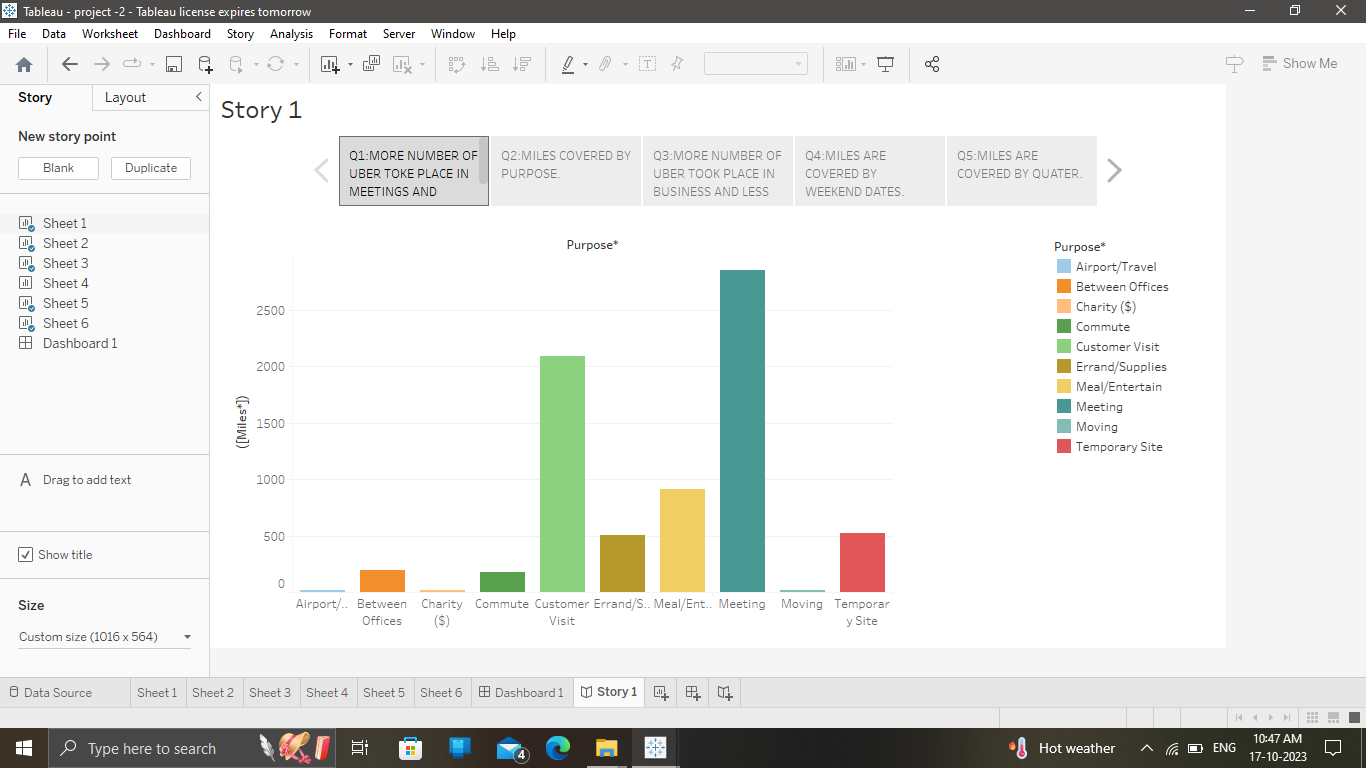 Tableau - project -2 - Tableau license expires tomorrow
File Data Worksheet Dashboard Story Analysis Format Server Window Help
Show Me
Story Layout
New story point
Blank Duplicate
Sheet 1
Sheet 2
Sheet 3
Sheet 4
Sheet 5
Sheet 6
Dashboard 1
A Drag to add text
Show title
Size
Custom size (1016 x 564)
Story 1
Q1:MORE NUMBER OF
UBER TOKE PLACE IN
MEETINGS AND
Q2:MILES COVERED BY
PURPOSE.
Q3:MORE NUMBER OF
UBER TOOK PLACE IN
BUSINESS AND LESS
Q4:MILES ARE
COVERED BY
WEEKEND DATES.
Q5:MILES ARE
COVERED BY QUATER.
Purpose*
([Miles*])
2500
2000
1500
1000
500
0
Airport/..
Between
Offices
Charity
($)
Commute
Customer
Visit
Errand/S..
Meal/Ent..
Meeting
Moving
Temporar
y Site
Purpose*
Airport/Travel
Between Offices
Charity ($)
Commute
Customer Visit
Errand/Supplies
Meal/Entertain
Meeting
Moving
Temporary Site
Data Source Sheet 1 Sheet 2 Sheet 3 Sheet 4 Sheet 5 Sheet 6 Dashboard 1 Story 1
Type here to search
4
Hot weather
ENG
10:47 AM
17-10-2023